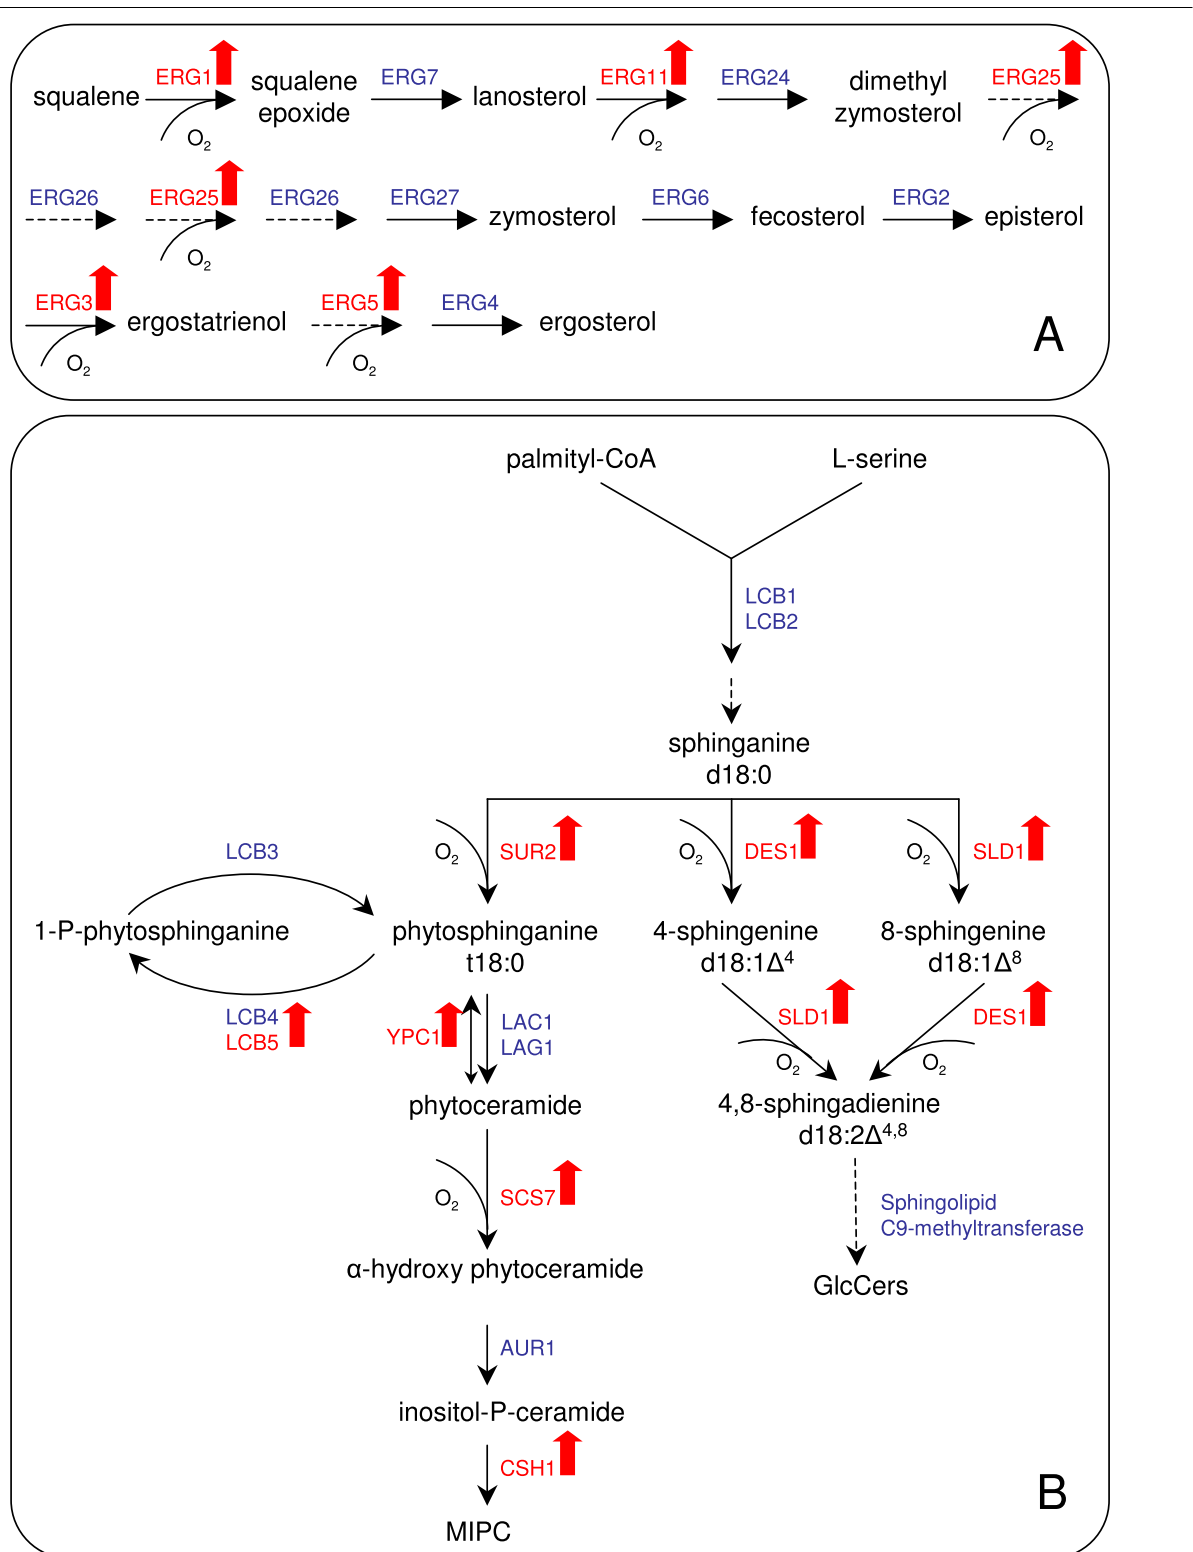 ERG1
ERG7
ERG11
ERG24
ERG25
squalene
squalene
epoxide
lanosterol
dimethyl
zymosterol
O2
O2
O2
ERG26
ERG25
ERG26
ERG27
ERG6
ERG2
zymosterol
fecosterol
episterol
O2
ERG3
ergostatrienol
ERG5
ERG4
ergosterol
O2
O2
A
palmityl-CoA
L-serine
LCB1
LCB2
sphinganine
d18:0
LCB3
O2
SUR2
O2
DES1
O2
SLD1
1-P-phytosphinganine
phytosphinganine
t18:0
4-sphingenine
d18:1Δ4
8-sphingenine
d18:1Δ8
LCB4
LCB5
YPC1
LAC1
LAG1
SLD1
DES1
O2
O2
phytoceramide
4,8-sphingadienine
d18:2Δ4,8
O2
SCS7
Sphingolipid
C9-methyltransferase
α-hydroxy phytoceramide
GlcCers
AUR1
inositol-P-ceramide
CSH1
MIPC
B